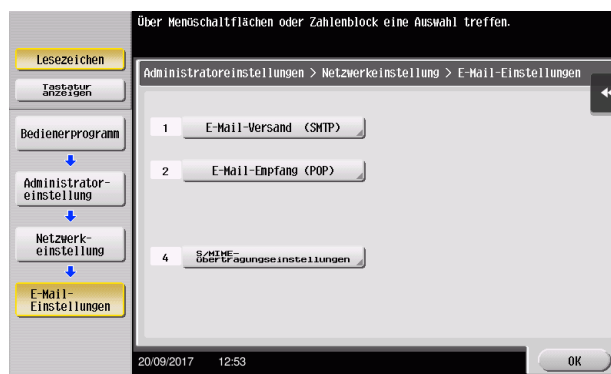 Über Menüschaltflächen oder Zahlenblock eine Auswahl treffen.
Lesezeichen
Tastatur
anzeigen
Bedienerprogramm
Administrator-
einstellung
Netzwerk-
einstellung
E-Mail-
Einstellungen
Administratoreinstellungen > Netzwerkeinstellung > E-Mail-Einstellungen
1 E-Mail-Versand (SMTP)
2 E-Mail-Empfang (POP)
4 S/MIME-
Übertragungseinstellungen
20/09/2017 12:53
OK